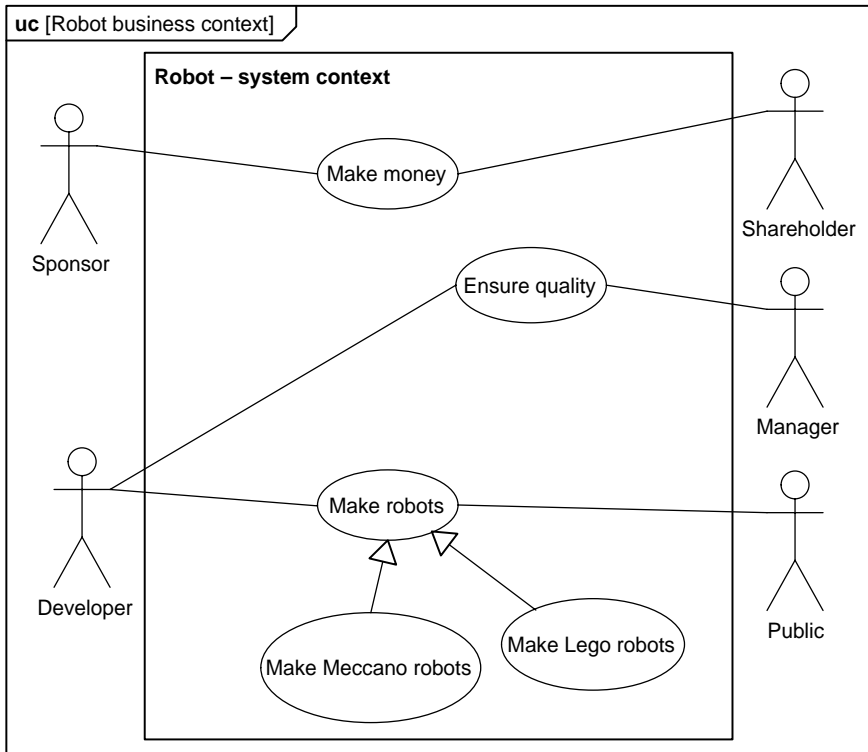 uc [Robot business context]
Robot – system context
Make money
Shareholder
Sponsor
Ensure quality
Manager
Make robots
Developer
Public
Make Lego robots
Make Meccano robots